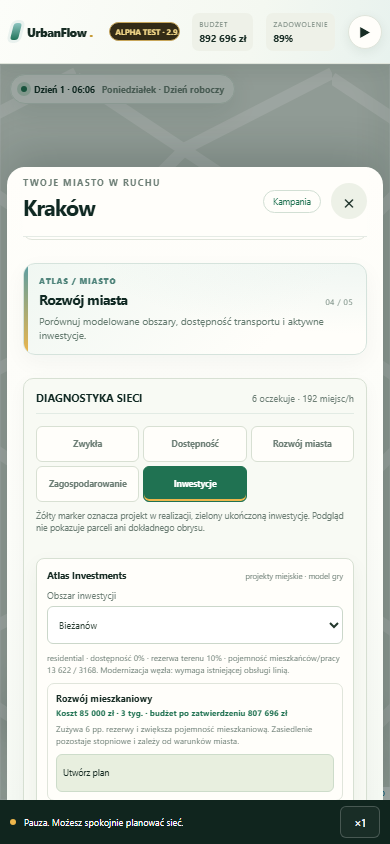 UrbanFlow.
ALPHA TEST · 2.9
BUDŻET
892 696 zł
ZADOWOLENIE
89%
Dzień 1 · 06:06 Poniedziałek · Dzień roboczy
TWOJE MIASTO W RUCHU
Kraków
Kampania
ATLAS / MIASTO
Rozwój miasta
04 / 05
Porównuj modelowane obszary, dostępność transportu i aktywne
inwestycje.
DIAGNOSTYKA SIECI
6 oczekuje · 192 miejsc/h
Zwykła
Dostępność
Rozwój miasta
Zagospodarowanie
Inwestycje
Żółty marker oznacza projekt w realizacji, zielony ukończoną inwestycję. Podgląd
nie pokazuje parceli ani dokładnego obrysu.
Atlas Investments
projekty miejskie · model gry
Obszar inwestycji
Bieżanów
residential · dostępność 0% · rezerwa terenu 10% · pojemność mieszkańców/pracy
13 622 / 3168. Modernizacja węzła: wymaga istniejącej obsługi linią.
Rozwój mieszkaniowy
Koszt 85 000 zł · 3 tyg. · budżet po zatwierdzeniu 807 696 zł
Zużywa 6 pp. rezerwy i zwiększa pojemność mieszkaniową. Zasiedlenie
pozostaje stopniowe i zależy od warunków miasta.
Utwórz plan
Pauza. Możesz spokojnie planować sieć.
×1